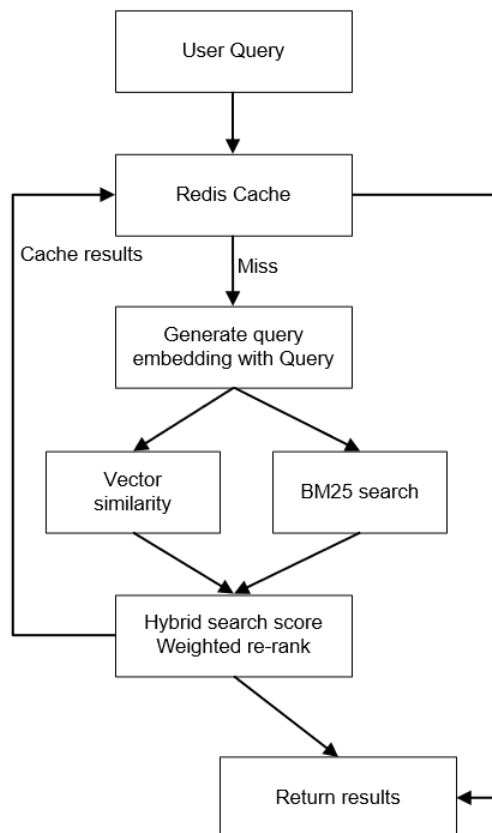 User Query
Redis Cache
Cache results
Miss
Generate query
embedding with Query
Vector
similarity
BM25 search
Hybrid search score
Weighted re-rank
Return results